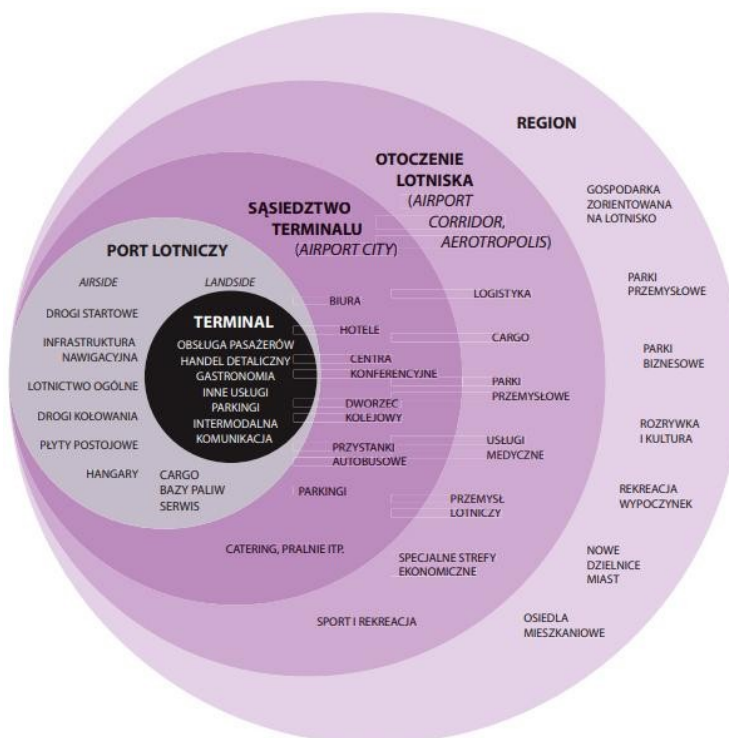 REGION
OTOCZENIE
LOTNISKA
(AIRPORT
CORRIDOR,
AEROTROPOLIS)
SĄSIEDZTWO
TERMINALU
(AIRPORT CITY)
PORT LOTNICZY
AIRSIDE
LANDSIDE
DROGI STARTOWE
INFRASTRUKTURA
NAWIGACYJNA
LOTNICTWO OGÓLNE
DROGI KOŁOWANIA
PŁYTY POSTOJOWE
HANGARY
CARGO
BAZY PALIW
SERWIS
TERMINAL
OBSŁUGA PASAŻERÓW
HANDEL DETALICZNY
GASTRONOMIA
INNE USŁUGI
PARKINGI
INTERMODALNA
KOMUNIKACJA
BIURA
HOTELE
CENTRA
KONFERENCYJNE
DWORZEC
KOLEJOWY
PRZYSTANKI
AUTOBUSOWE
PARKINGI
CATERING, PRALNIE ITP.
LOGISTYKA
CARGO
PARKI
PRZEMYSŁOWE
USŁUGI
MEDYCZNE
PRZEMYSŁ
LOTNICZY
SPECJALNE STREFY
EKONOMICZNE
SPORT I REKREACJA
GOSPODARKA
ZORIENTOWANA
NA LOTNISKO
PARKI
PRZEMYSŁOWE
PARKI
BIZNESOWE
ROZRYWKA
I KULTURA
REKREACJA
WYPOCZYNEK
NOWE
DZIELNICE
MIAST
OSIEDLA
MIESZKANIOWE